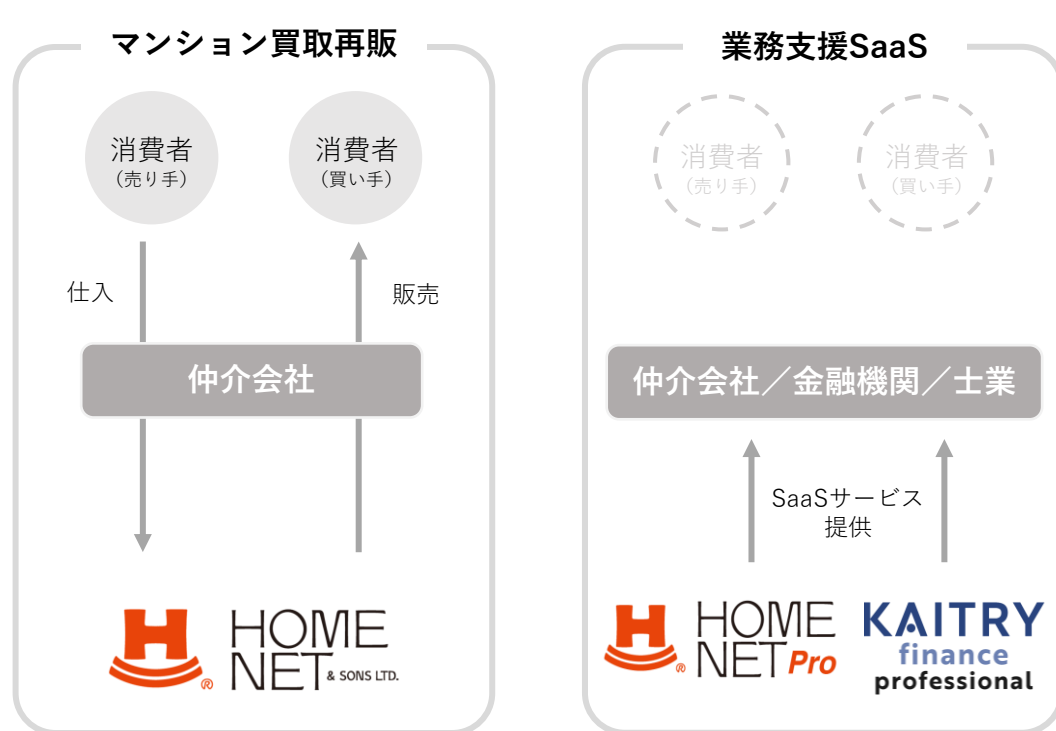 マンション買取再販
消費者
（売り手）
消費者
（買い手）
仕入
販売
仲介会社
H
®
HOME
NET & SONS LTD.
業務支援SaaS
消費者
（売り手）
消費者
（買い手）
仲介会社／金融機関／士業
SaaSサービス
提供
H
®
HOME
NET Pro
KAITRY
finance
professional